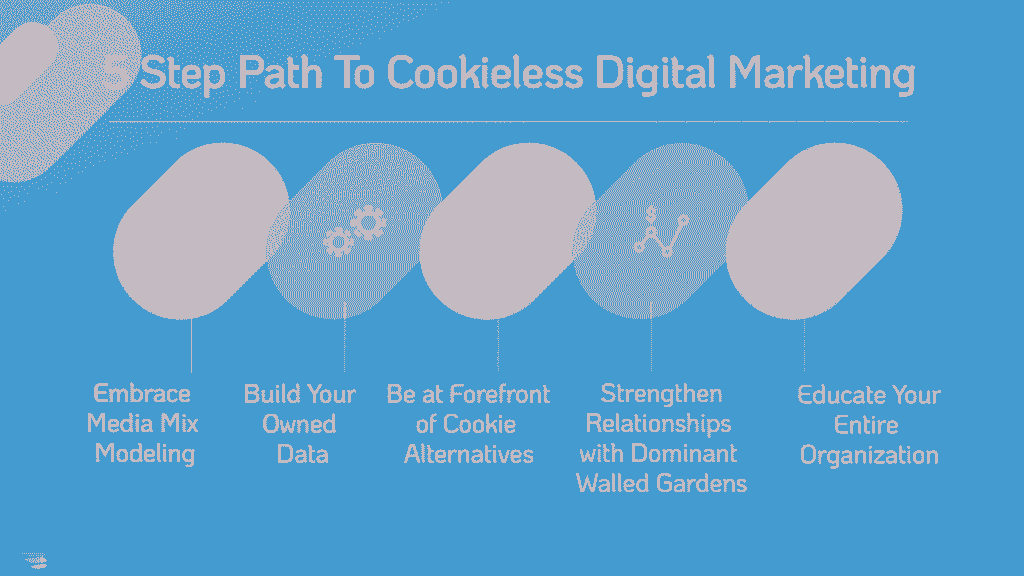 5 Step Path To Cookieless Digital Marketing
Embrace
Media Mix
Modeling
Build Your
Owned
Data
Be at Forefront
of Cookie
Alternatives
Strengthen
Relationships
with Dominant
Walled Gardens
Educate Your
Entire
Organization